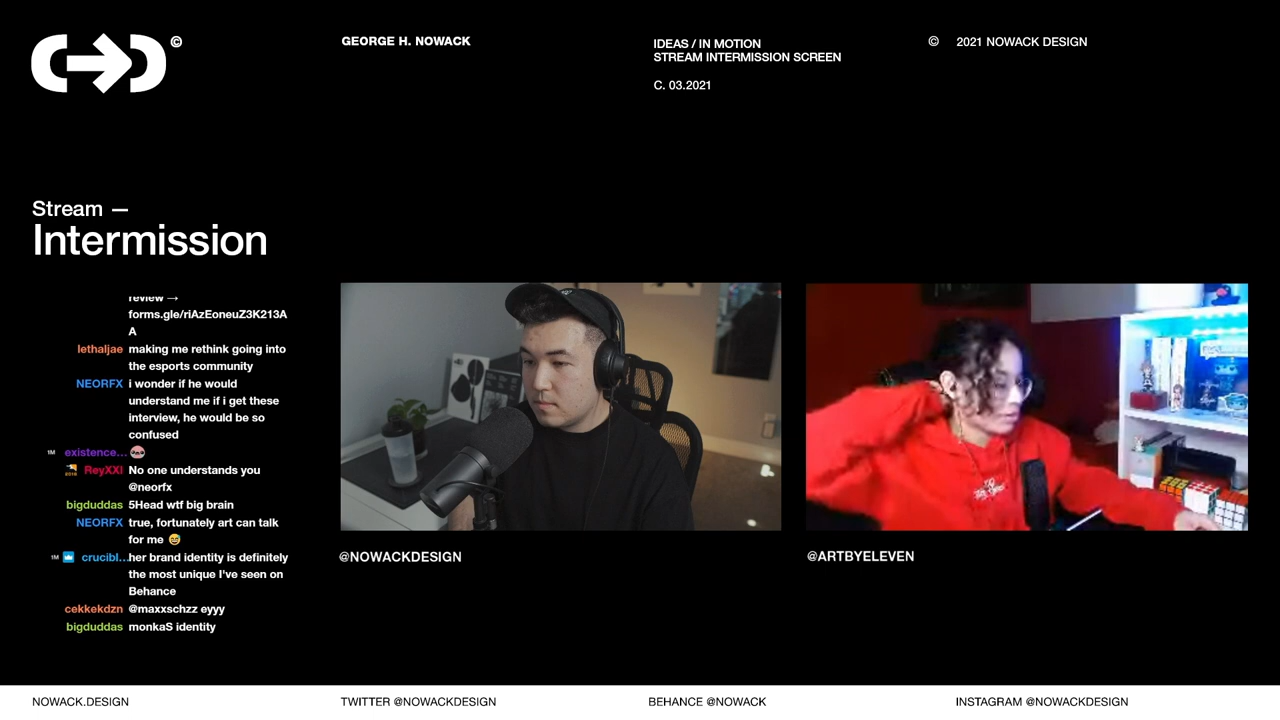 ©
GEORGE H. NOWACK
IDEAS / IN MOTION
STREAM INTERMISSION SCREEN
C. 03.2021
© 2021 NOWACK DESIGN
Stream —
Intermission
review →
forms.gle/riAzEoneuZ3K213A
A
lethaljae making me rethink going into
the esports community
NEORFX i wonder if he would
understand me if i get these
interview, he would be so
confused
1M existence...
ReyXXI No one understands you
@neorfx
bigduddas 5Head wtf big brain
NEORFX true, fortunately art can talk
for me 😅
1M crucibl... her brand identity is definitely
the most unique I've seen on
Behance
cekkekdzn @maxxschzz eyyy
bigduddas monkaS identity
@NOWACKDESIGN
@ARTBYELEVEN
NOWACK.DESIGN
TWITTER @NOWACKDESIGN
BEHANCE @NOWACK
INSTAGRAM @NOWACKDESIGN